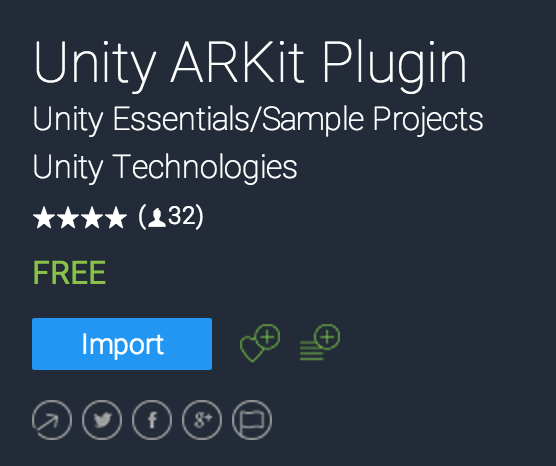 Unity ARKit Plugin
Unity Essentials/Sample Projects
Unity Technologies
(32)
FREE
Import
g+